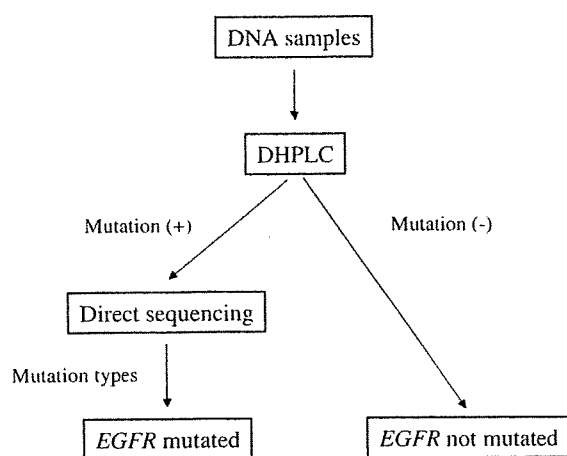 DNA samples
DHPLC
Mutation (+)
Mutation (-)
Direct sequencing
Mutation types
EGFR mutated
EGFR not mutated